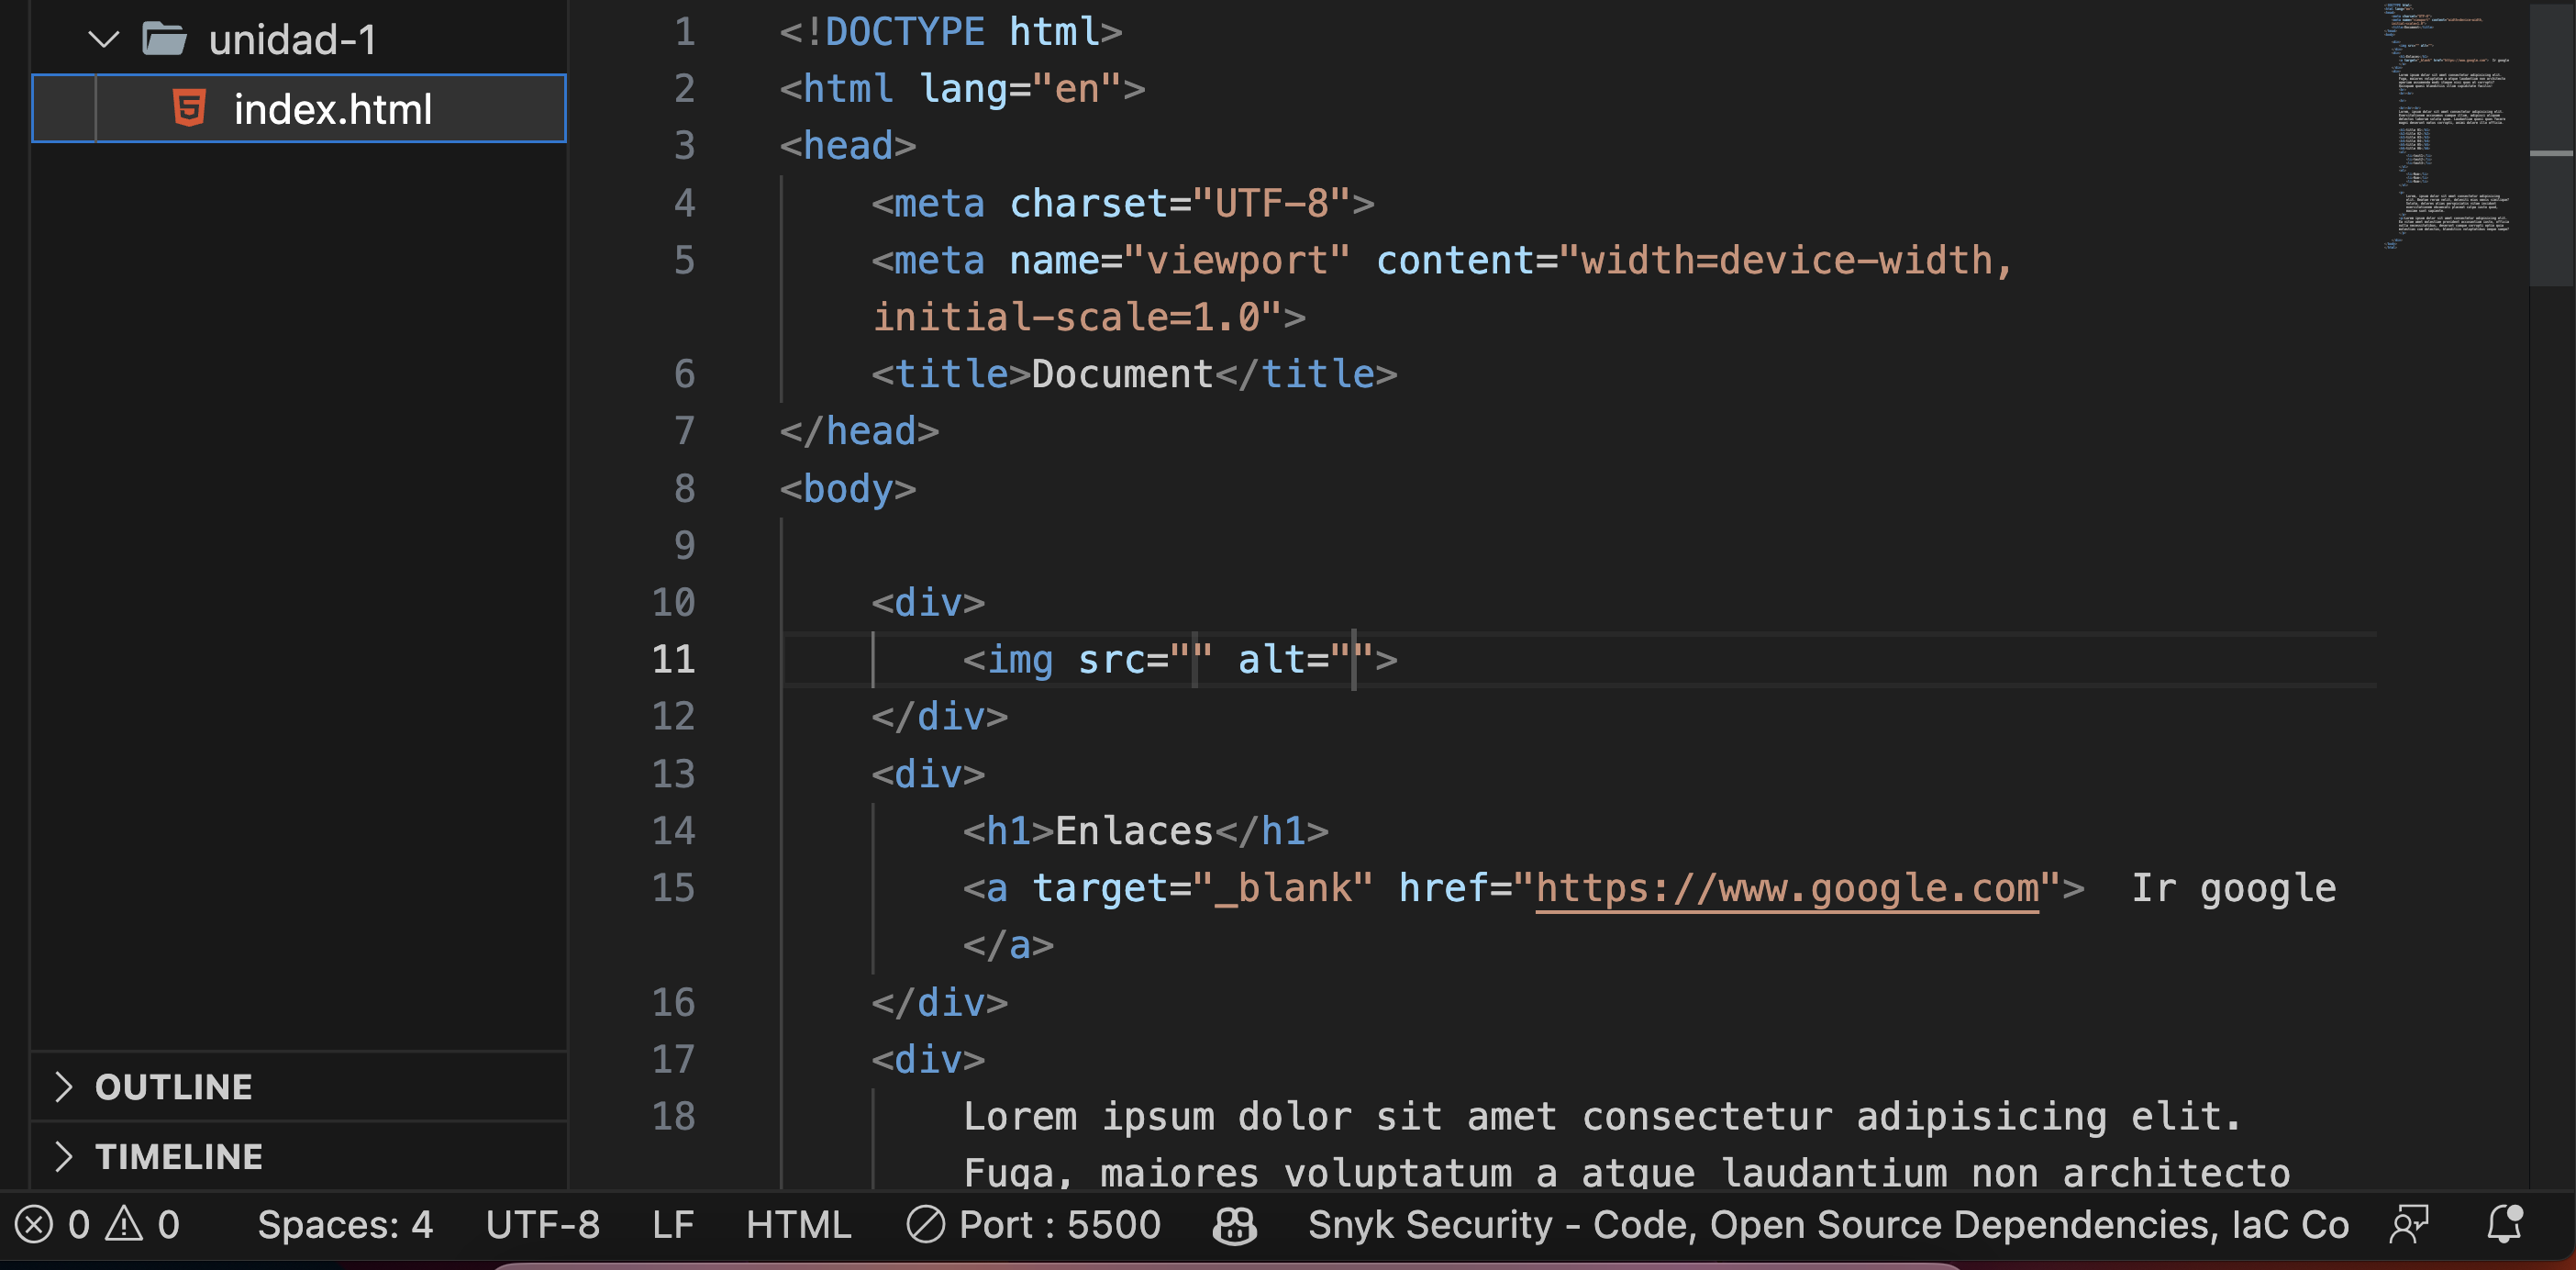 unidad-1
index.html
1 <!DOCTYPE html>
2 <html lang="en">
3 <head>
4 <meta charset="UTF-8">
5 <meta name="viewport" content="width=device-width,
initial-scale=1.0">
6 <title>Document</title>
7 </head>
8 <body>
9
10 <div>
11 <img src="" alt="">
12 </div>
13 <div>
14 <h1>Enlaces</h1>
15 <a target="_blank" href="https://www.google.com">  Ir google
</a>
16 </div>
17 <div>
18 Lorem ipsum dolor sit amet consectetur adipisicing elit.
Fuga, maiores voluptatum a atque laudantium non architecto
OUTLINE
TIMELINE
0 0 Spaces: 4 UTF-8 LF HTML Port : 5500 Snyk Security - Code, Open Source Dependencies, IaC Co